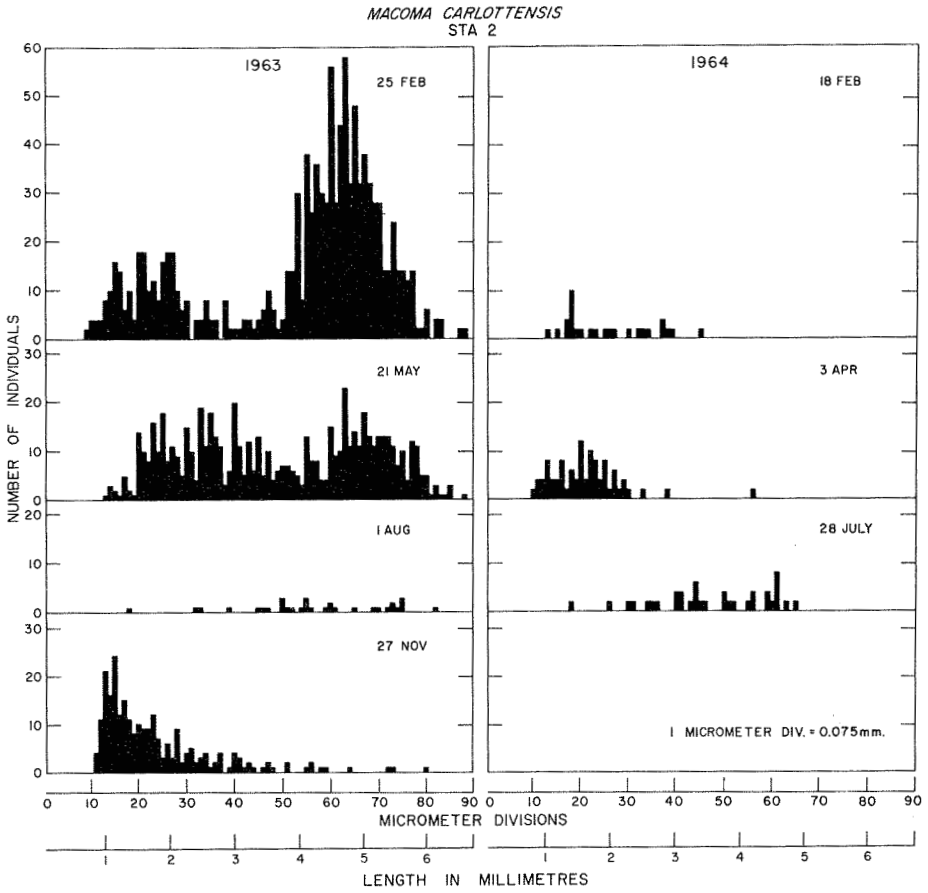 MACOMA CARLOTTENSIS
STA 2
1963
25 FEB
60
50
40
30
20
10
0
21 MAY
30
20
10
0
1 AUG
20
10
0
27 NOV
30
20
10
0
NUMBER OF INDIVIDUALS
1964
18 FEB
3 APR
28 JULY
1 MICROMETER DIV. = 0.075mm.
0 10 20 30 40 50 60 70 80 90 0 10 20 30 40 50 60 70 80 90
MICROMETER DIVISIONS
1 2 3 4 5 6 1 2 3 4 5 6
LENGTH IN MILLIMETRES